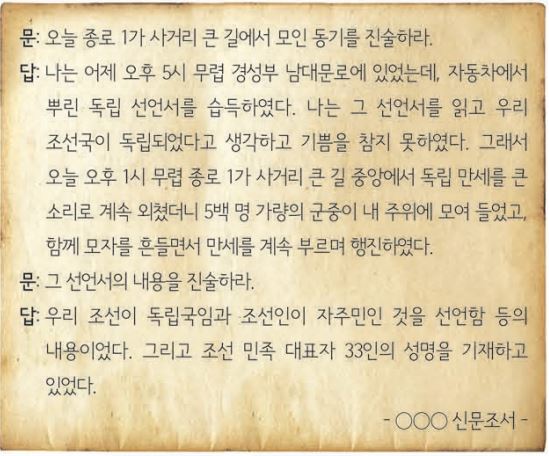 문: 오늘 종로 1가 사거리 큰 길에서 모인 동기를 진술하라.
답: 나는 어제 오후 5시 무렵 경성부 남대문로에 있었는데, 자동차에서
뿌린 독립 선언서를 습득하였다. 나는 그 선언서를 읽고 우리
조선국이 독립되었다고 생각하고 기쁨을 참지 못하였다. 그래서
오늘 오후 1시 무렵 종로 1가 사거리 큰 길 중앙에서 독립 만세를 큰
소리로 계속 외쳤더니 5백 명 가량의 군중이 내 주위에 모여 들었고,
함께 모자를 흔들면서 만세를 계속 부르며 행진하였다.
문: 그 선언서의 내용을 진술하라.
답: 우리 조선이 독립국임과 조선인이 자주민인 것을 선언함 등의
내용이었다. 그리고 조선 민족 대표자 33인의 성명을 기재하고
있었다.
- ○○○ 신문조서 -